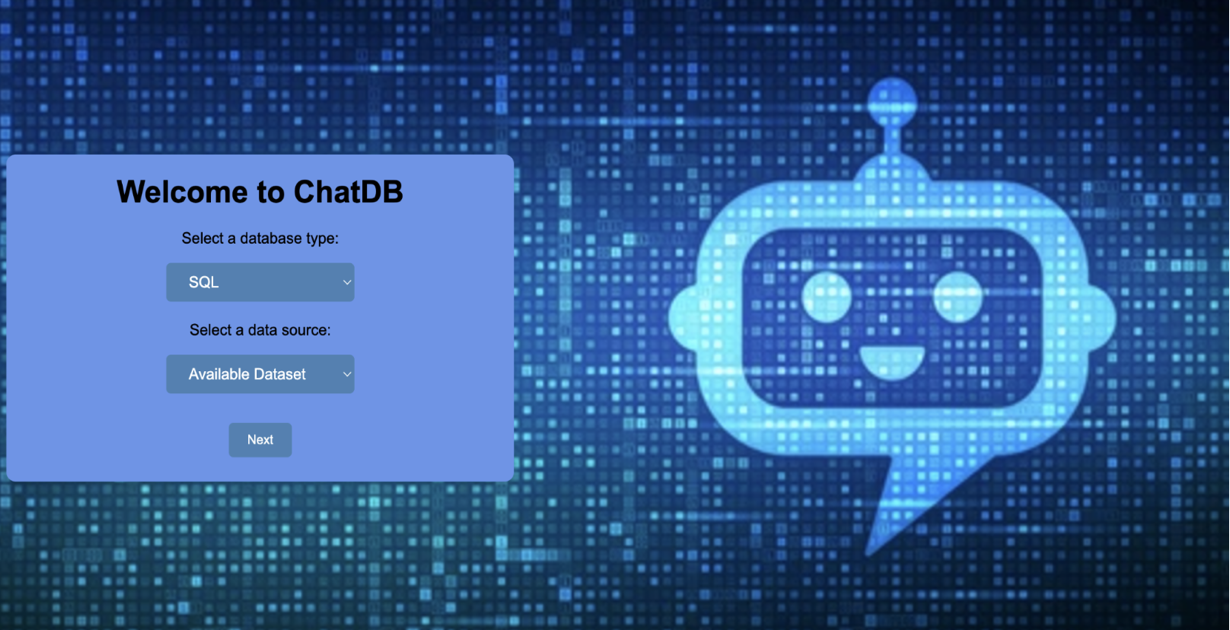 Welcome to ChatDB
Select a database type:
SQL
Select a data source:
Available Dataset
Next